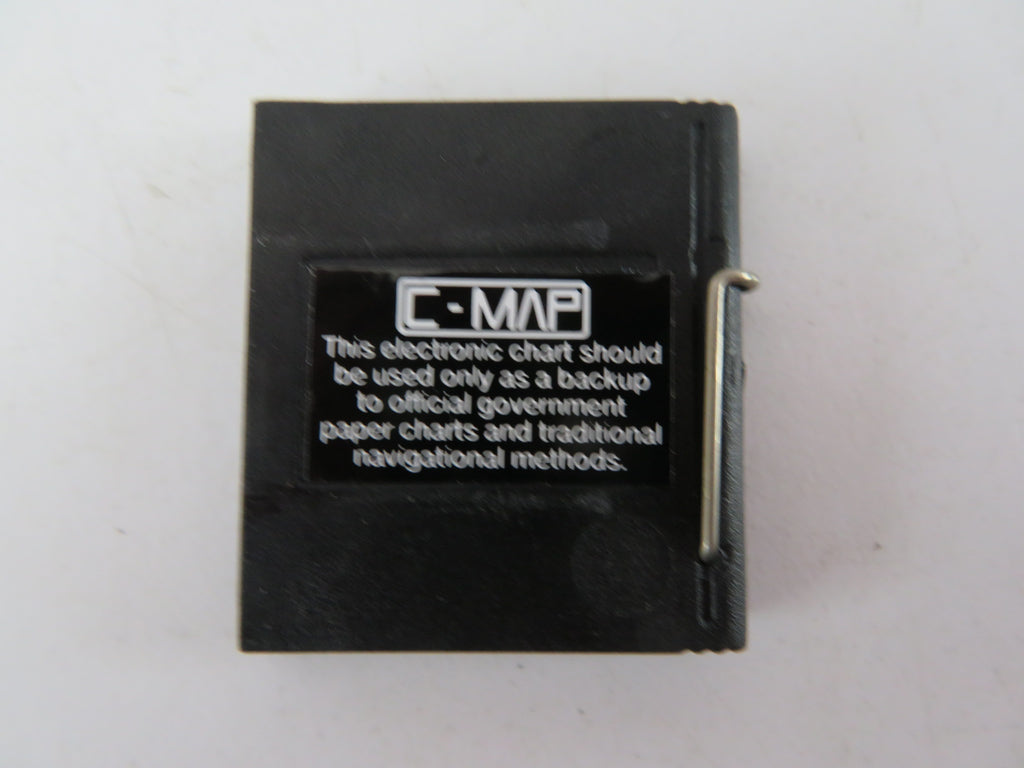 C-MAP
This electronic chart should
be used only as a backup
to official government
paper charts and traditional
navigational methods.